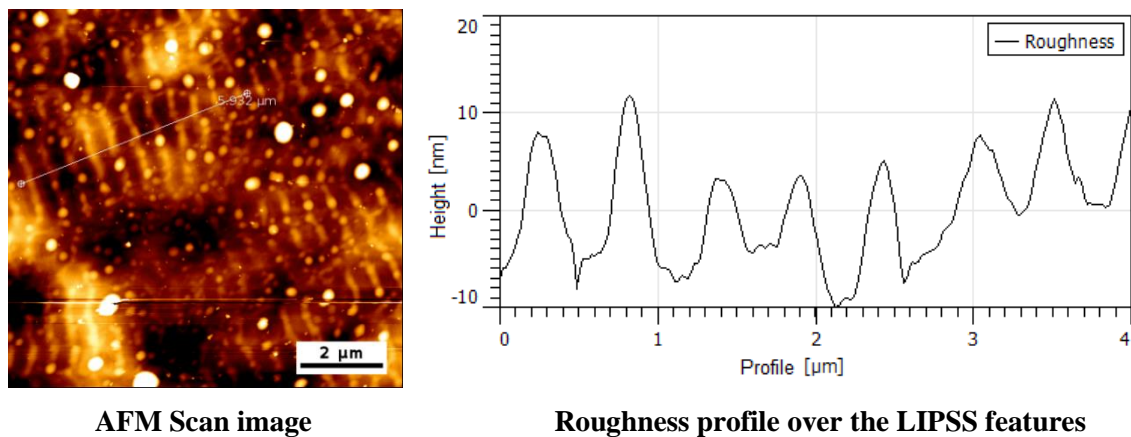 5.932 µm
2 µm
20
10
0
-10
Height [nm]
Roughness
0 1 2 3 4
Profile [µm]
AFM Scan image
Roughness profile over the LIPSS features